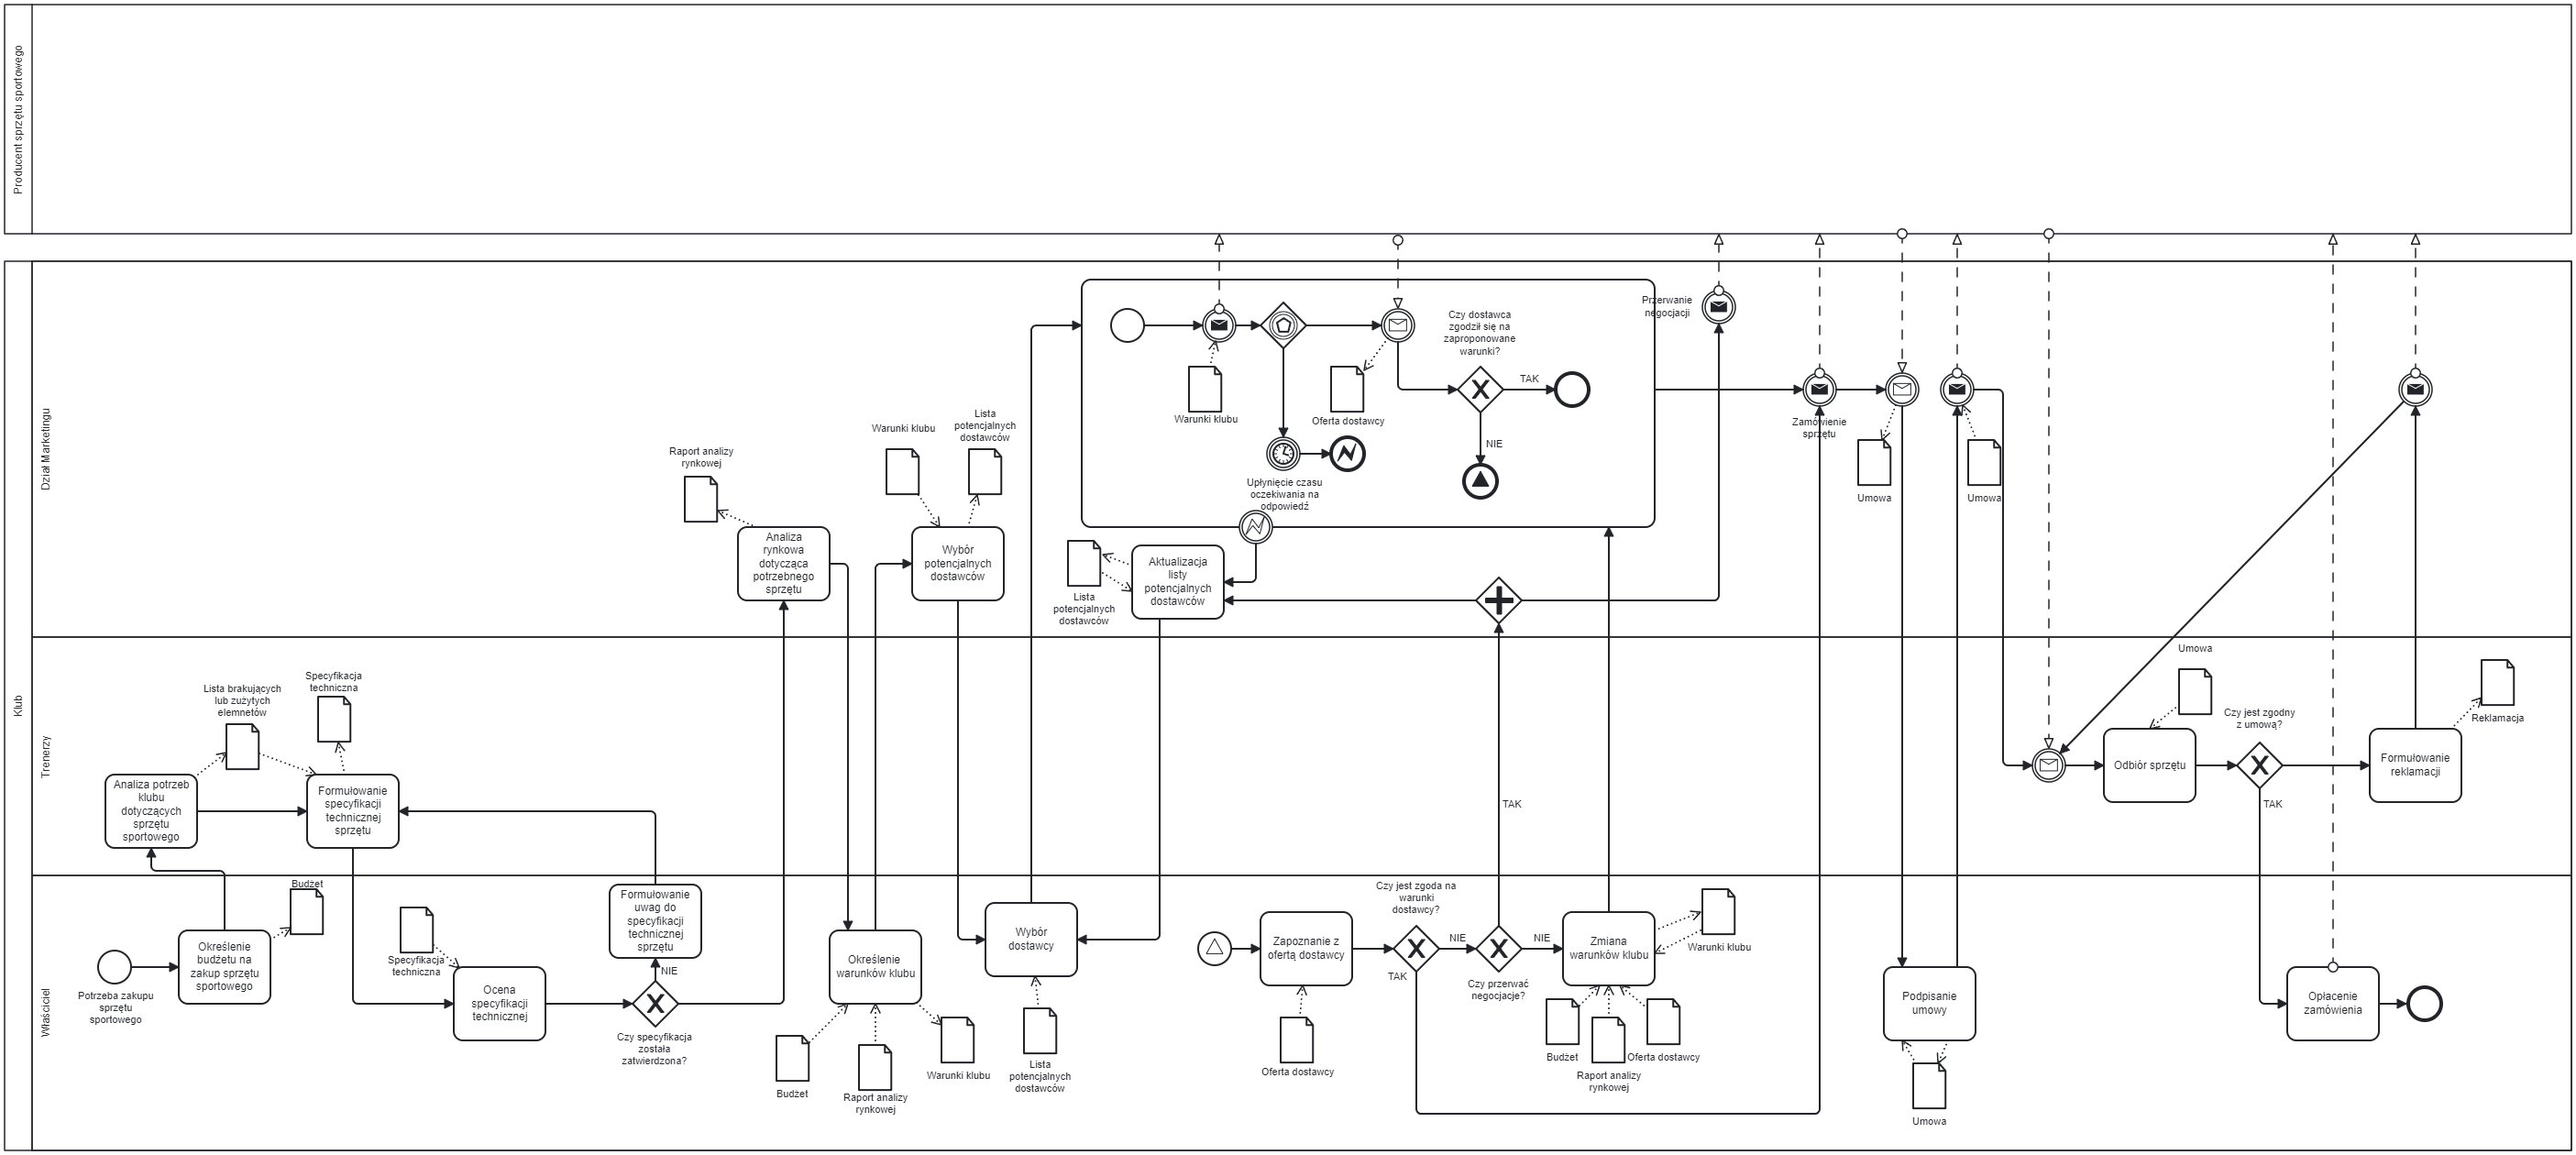 Producent sprzętu sportowego
Klub
Dział Marketingu
Trenerzy
Właściciel
Przerwanie
negocjacji
Czy dostawca
zgodził się na
zaproponowane
warunki?
TAK
NIE
Warunki klubu
Oferta dostawcy
Upłynięcie czasu
oczekiwania na
odpowiedź
Zamówienie
sprzętu
Umowa
Umowa
Raport analizy
rynkowej
Warunki klubu
Lista
potencjalnych
dostawców
Analiza
rynkowa
dotycząca
potrzebnego
sprzętu
Wybór
potencjalnych
dostawców
Lista
potencjalnych
dostawców
Aktualizacja
listy
potencjalnych
dostawców
Lista brakujących
lub zużytych
elemnetów
Specyfikacja
techniczna
Analiza potrzeb
klubu
dotyczących
sprzętu
sportowego
Formułowanie
specyfikacji
technicznej
sprzętu
TAK
Umowa
Odbiór sprzętu
Czy jest zgodny
z umową?
TAK
Formułowanie
reklamacji
Reklamacja
Potrzeba zakupu
sprzętu
sportowego
Określenie
budżetu na
zakup sprzętu
sportowego
Budżet
Specyfikacja
techniczna
Ocena
specyfikacji
technicznej
Formułowanie
uwag do
specyfikacji
technicznej
sprzętu
NIE
Czy specyfikacja
została
zatwierdzona?
Określenie
warunków klubu
Budżet
Raport analizy
rynkowej
Warunki klubu
Wybór
dostawcy
Lista
potencjalnych
dostawców
Zapoznanie z
ofertą dostawcy
Oferta dostawcy
Czy jest zgoda na
warunki
dostawcy?
NIE
TAK
Czy przerwać
negocjacje?
NIE
Zmiana
warunków klubu
Warunki klubu
Budżet
Raport analizy
rynkowej
Oferta dostawcy
Podpisanie
umowy
Umowa
Opłacenie
zamówienia